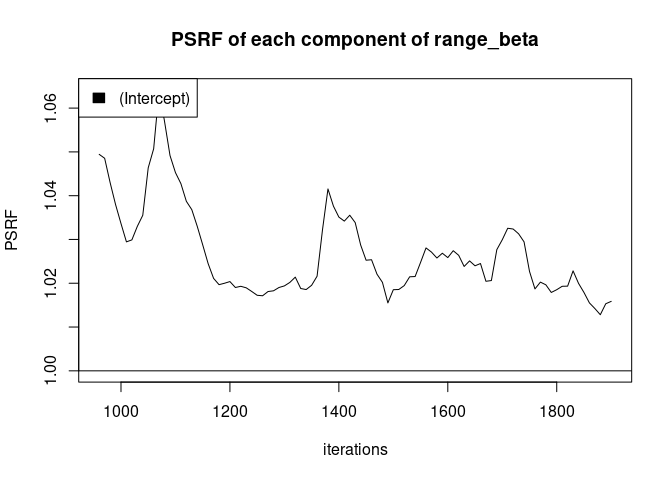 PSRF of each component of range_beta
(Intercept)
PSRF
1.06
1.04
1.02
1.00
1000 1200 1400 1600 1800
iterations